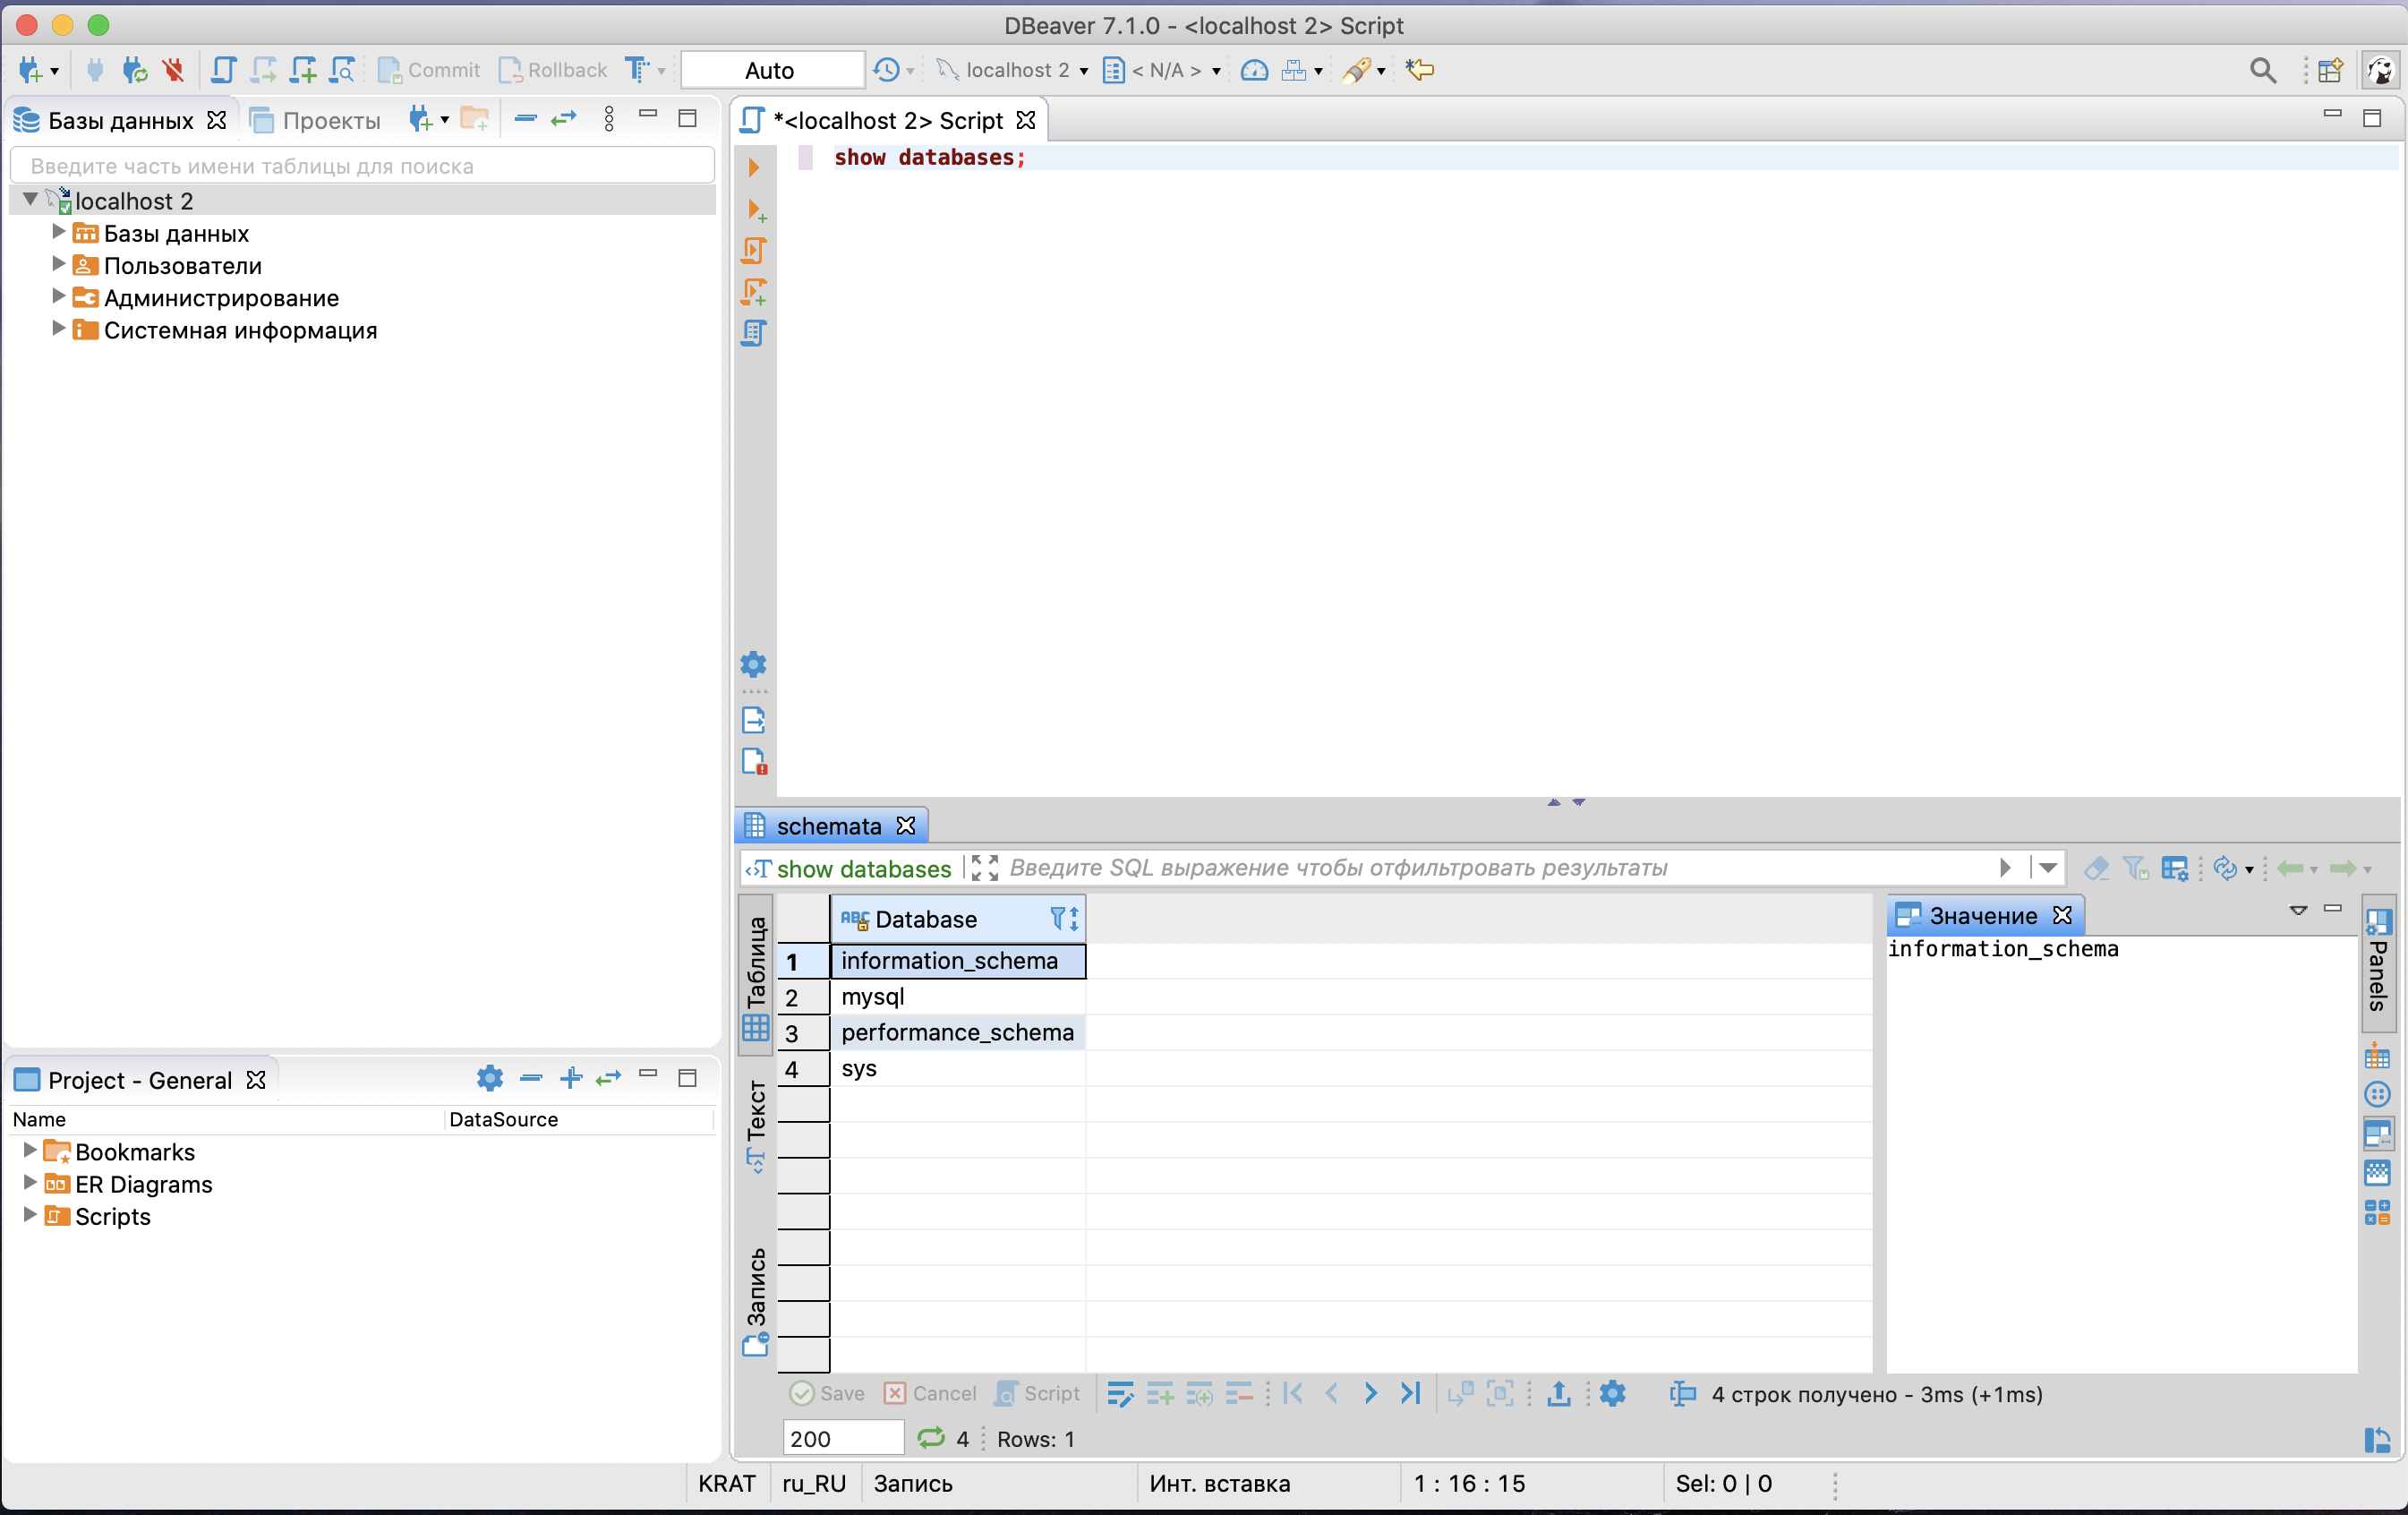 DBeaver 7.1.0 - <localhost 2> Script
Commit Rollback Auto localhost 2 < N/A >
Базы данных Проекты
Введите часть имени таблицы для поиска
localhost 2
Базы данных
Пользователи
Администрирование
Системная информация
Project - General
Name DataSource
Bookmarks
ER Diagrams
Scripts
*<localhost 2> Script
show databases;
schemata
show databases Введите SQL выражение чтобы отфильтровать результаты
Таблица
Текст
Запись
ABC Database
1 information_schema
2 mysql
3 performance_schema
4 sys
Значение
information_schema
Panels
Save Cancel Script 4 строк получено - 3ms (+1ms)
200 4 Rows: 1
KRAT ru_RU Запись Инт. вставка 1 : 16 : 15 Sel: 0 | 0